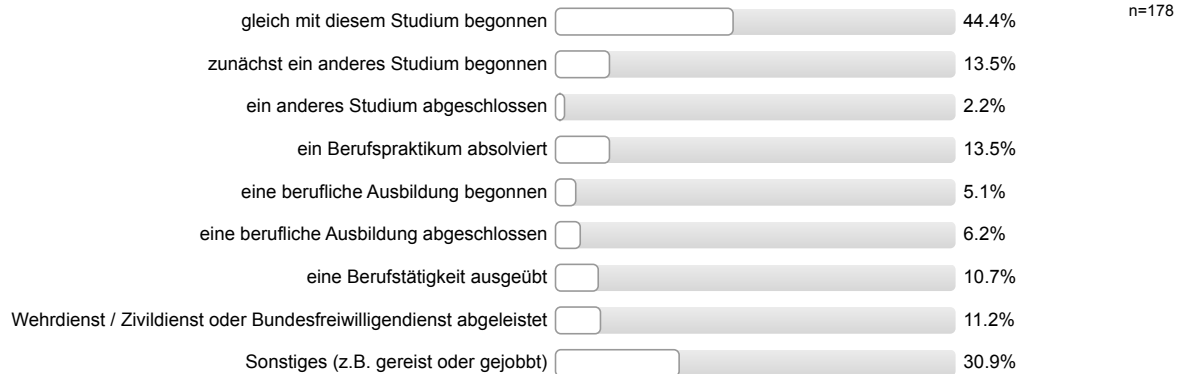 gleich mit diesem Studium begonnen 44.4% n=178
zunächst ein anderes Studium begonnen 13.5%
ein anderes Studium abgeschlossen 2.2%
ein Berufspraktikum absolviert 13.5%
eine berufliche Ausbildung begonnen 5.1%
eine berufliche Ausbildung abgeschlossen 6.2%
eine Berufstätigkeit ausgeübt 10.7%
Wehrdienst / Zivildienst oder Bundesfreiwilligendienst abgeleistet 11.2%
Sonstiges (z.B. gereist oder gejobbt) 30.9%